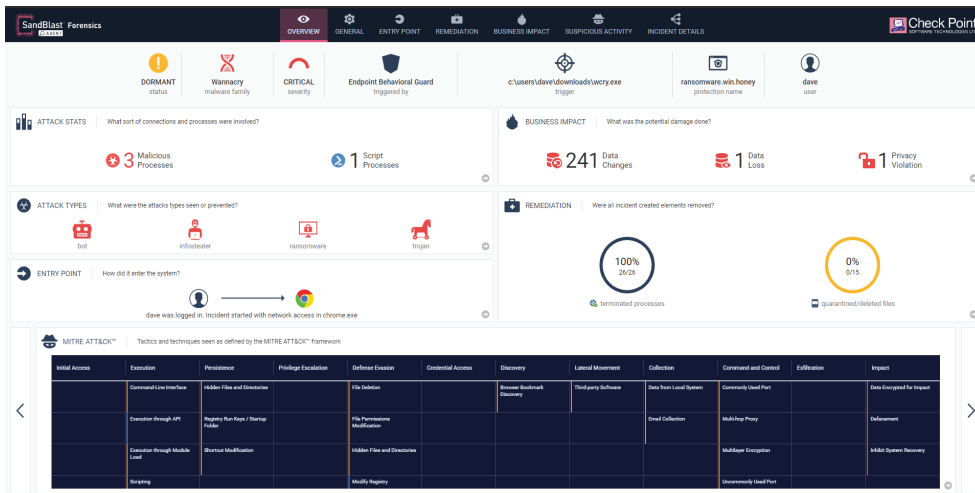 SandBlast Forensics
AGENT
OVERVIEW
GENERAL
ENTRY POINT
REMEDIATION
BUSINESS IMPACT
SUSPICIOUS ACTIVITY
INCIDENT DETAILS
Check Point
SOFTWARE TECHNOLOGIES LTD
DORMANT
status
Wannacry
malware family
CRITICAL
severity
Endpoint Behavioral Guard
triggered by
c:\users\dave\downloads\wcry.exe
trigger
ransomware.win.honey
protection name
dave
user
ATTACK STATS
What sort of connections and processes were involved?
3 Malicious
Processes
1 Script
Processes
BUSINESS IMPACT
What was the potential damage done?
241 Data
Changes
1 Data
Loss
1 Privacy
Violation
ATTACK TYPES
What were the attacks types seen or prevented?
bot
infostealer
ransomware
trojan
REMEDIATION
Were all incident created elements removed?
100%
26/26
terminated processes
0%
0/15
quarantined/deleted files
ENTRY POINT
How did it enter the system?
dave was logged in. Incident started with network access in chrome.exe
MITRE ATT&CK™
Tactics and techniques seen as defined by the MITRE ATT&CK™ framework
Initial Access Execution Persistence Privilege Escalation Defense Evasion Credential Access Discovery Lateral Movement Collection Command and Control Exfiltration Impact
Command-Line Interface Hidden Files and Directories File Deletion Browser Bookmark Discovery Third-party Software Data from Local System Commonly Used Port Data Encrypted for Impact
Execution through API Registry Run Keys / Startup Folder File Permissions Modification Email Collection Multi-hop Proxy Defacement
Execution through Module Load Shortcut Modification Hidden Files and Directories Multilayer Encryption Inhibit System Recovery
Scripting Modify Registry Uncommonly Used Port